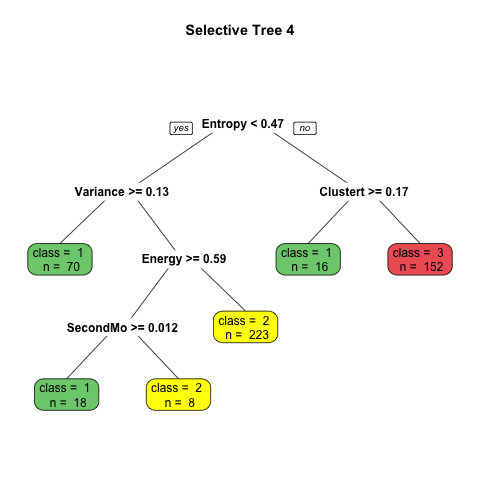 Selective Tree 4
yes
Entropy < 0.47
no
Variance >= 0.13
Clustert >= 0.17
class = 1
n = 70
Energy >= 0.59
class = 1
n = 16
class = 3
n = 152
SecondMo >= 0.012
class = 2
n = 223
class = 1
n = 18
class = 2
n = 8